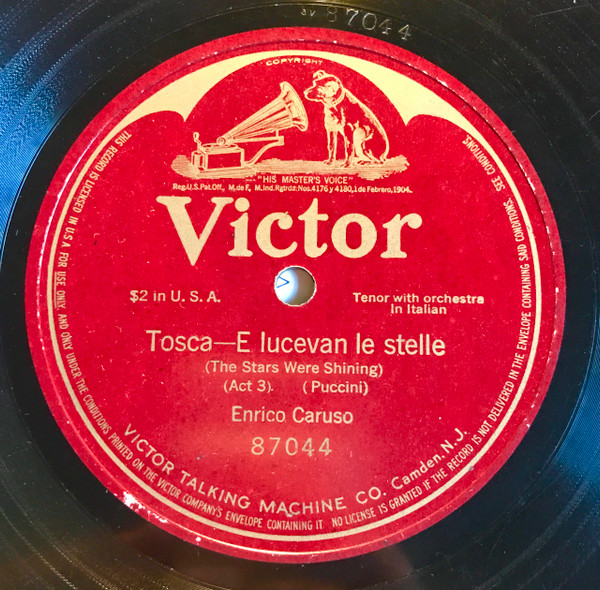 sv 87044
COPYRIGHT
"HIS MASTER'S VOICE"
Reg.U.S.Pat.Off., M.de F., M.Ind.Rgtrdt:Nos.4176 y 4180,1 de Febrero,1904.
Victor
$2 in U. S. A.
Tenor with orchestra
In Italian
Tosca—E lucevan le stelle
(The Stars Were Shining)
(Act 3) (Puccini)
Enrico Caruso
87044
VICTOR TALKING MACHINE CO. Camden, N.J.
THIS RECORD IS LICENSED IN U.S.A FOR USE ONLY, AND ONLY UNDER THE CONDITIONS PRINTED ON THE VICTOR COMPANY'S ENVELOPE CONTAINING IT NO LICENSE IS GRANTED IF THE RECORD IS NOT DELIVERED IN THE ENVELOPE CONTAINING SAID CONDITIONS. SEE CONDITIONS.